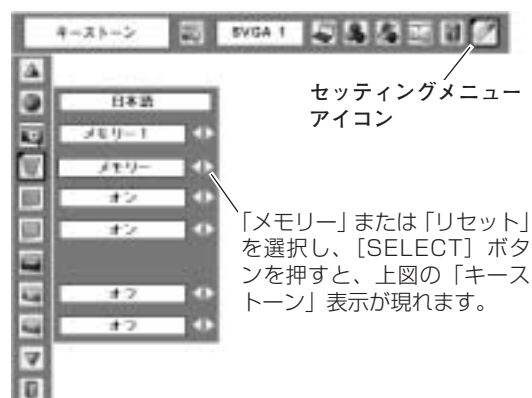 キーストーン
SVGA 1
セッティングメニュー
アイコン
日本語
メモリー 1
メモリー
オン
オン
オフ
オフ
「メモリー」または「リセット」
を選択し、［SELECT］ボタ
ンを押すと、上図の「キース
トーン」表示が現れます。